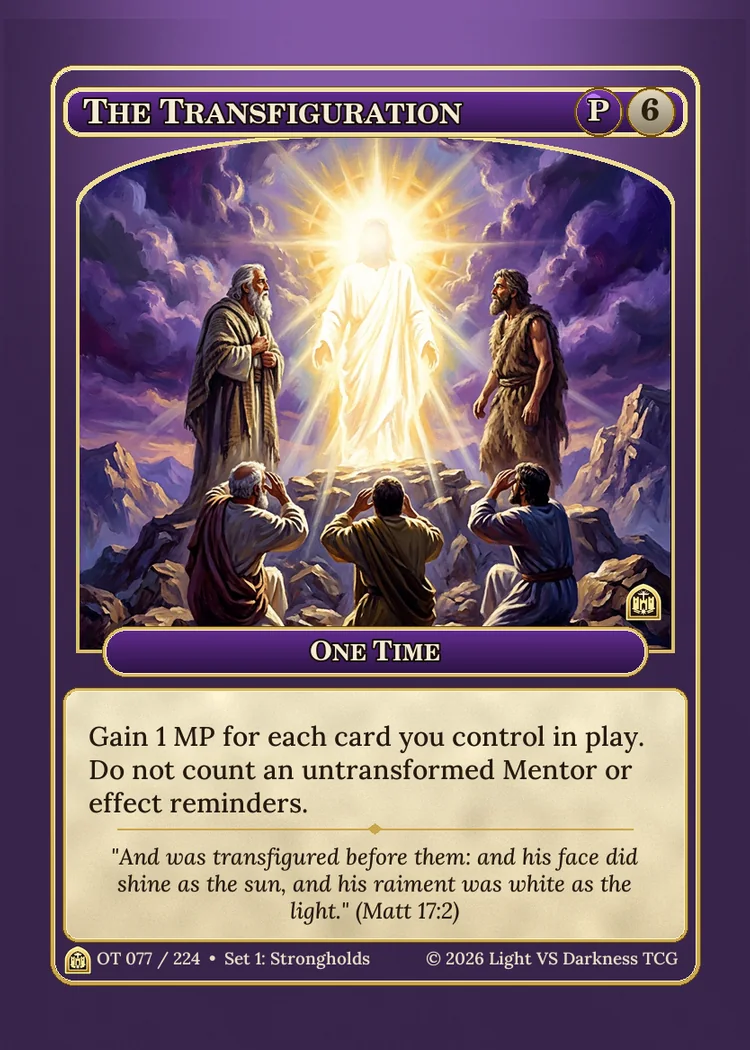 The Transfiguration P 6
One Time
Gain 1 MP for each card you control in play.
Do not count an untransformed Mentor or
effect reminders.
"And was transfigured before them: and his face did
shine as the sun, and his raiment was white as the
light." (Matt 17:2)
OT 077 / 224 • Set 1: Strongholds © 2026 Light VS Darkness TCG